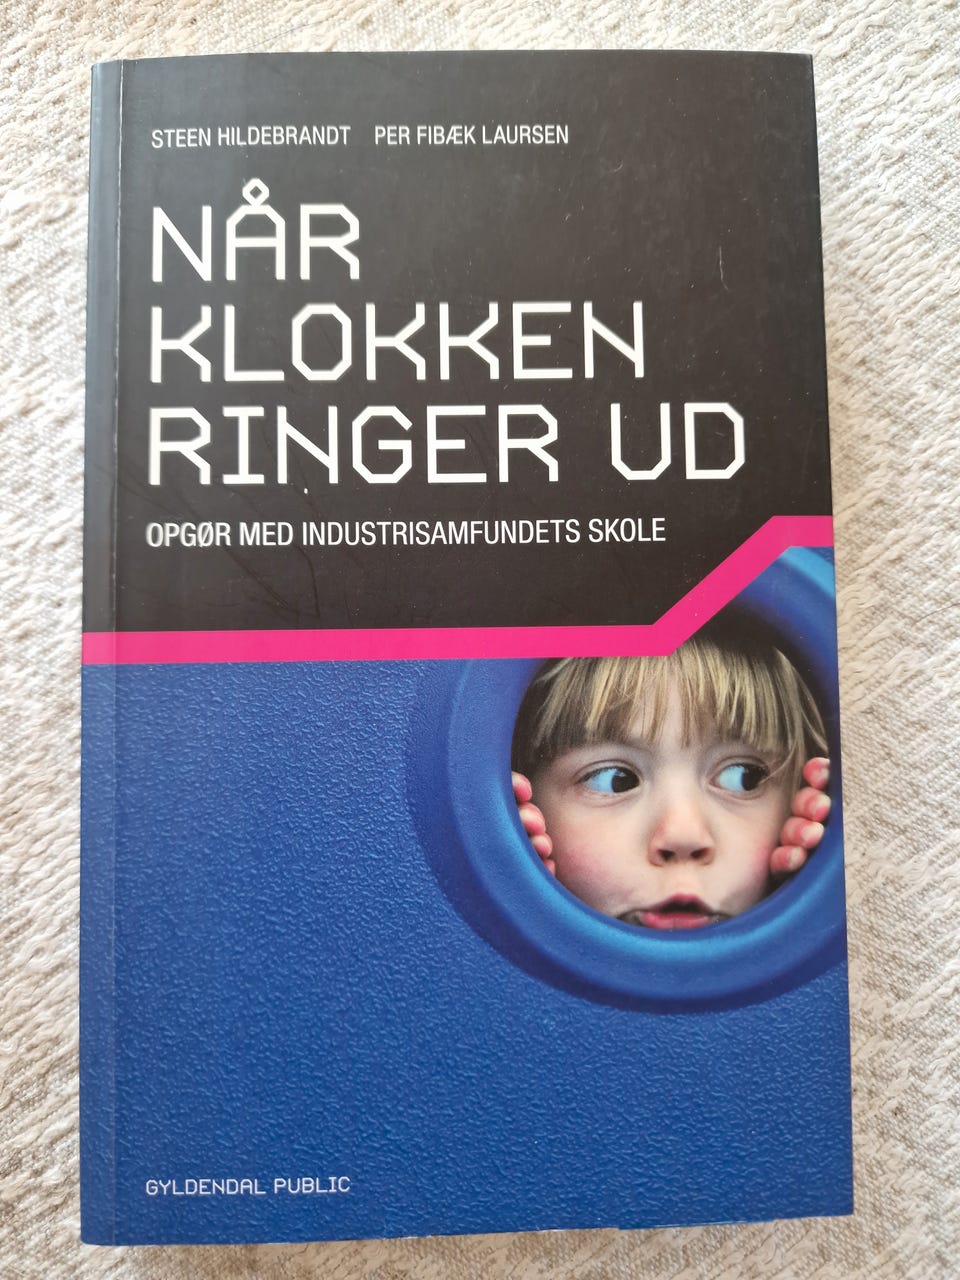 STEEN HILDEBRANDT PER FIBÆK LAURSEN
NÅR
KLOKKEN
RINGER UD
OPGØR MED INDUSTRISAMFUNDETS SKOLE
GYLDENDAL PUBLIC